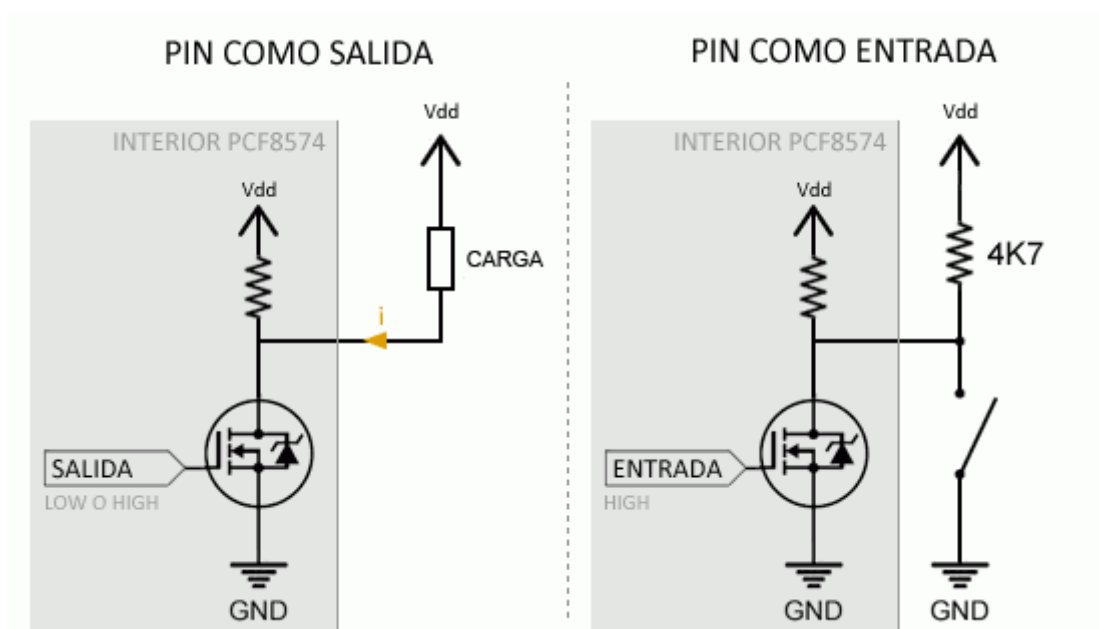 PIN COMO SALIDA
Vdd
INTERIOR PCF8574
Vdd
CARGA
i
SALIDA
LOW O HIGH
GND
PIN COMO ENTRADA
Vdd
INTERIOR PCF8574
Vdd
4K7
ENTRADA
HIGH
GND
GND